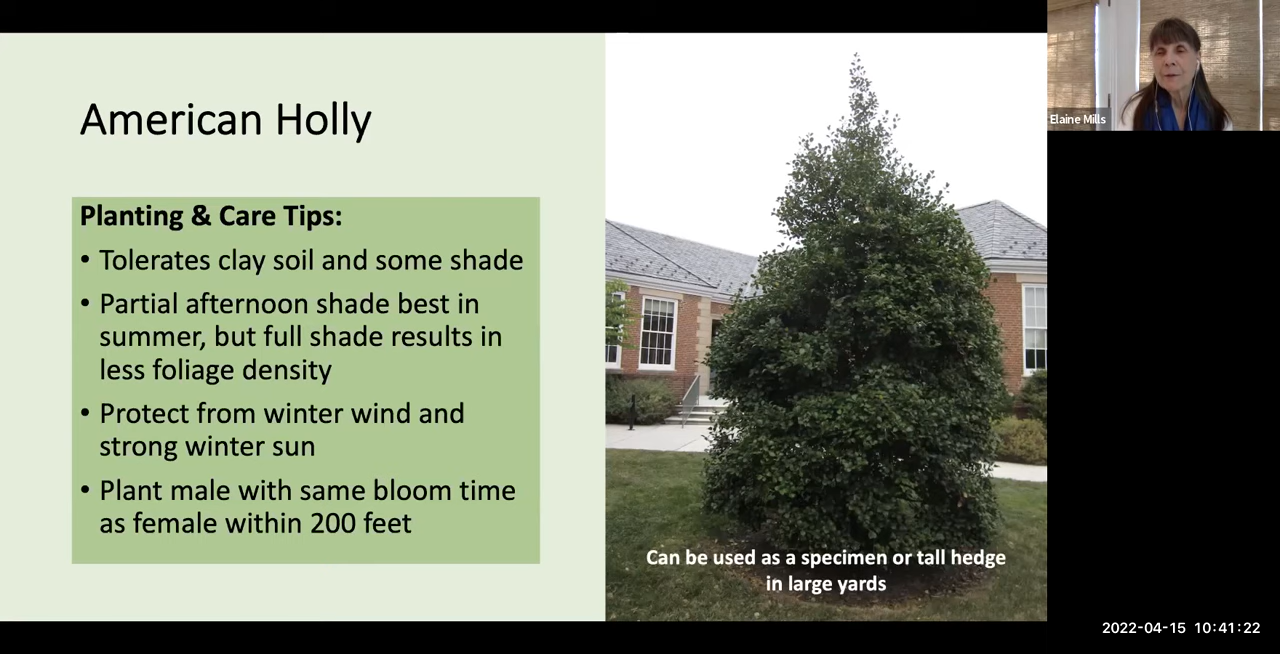 American Holly
Planting & Care Tips:
• Tolerates clay soil and some shade
• Partial afternoon shade best in
summer, but full shade results in
less foliage density
• Protect from winter wind and
strong winter sun
• Plant male with same bloom time
as female within 200 feet
Can be used as a specimen or tall hedge
in large yards
Elaine Mills
2022-04-15 10:41:22